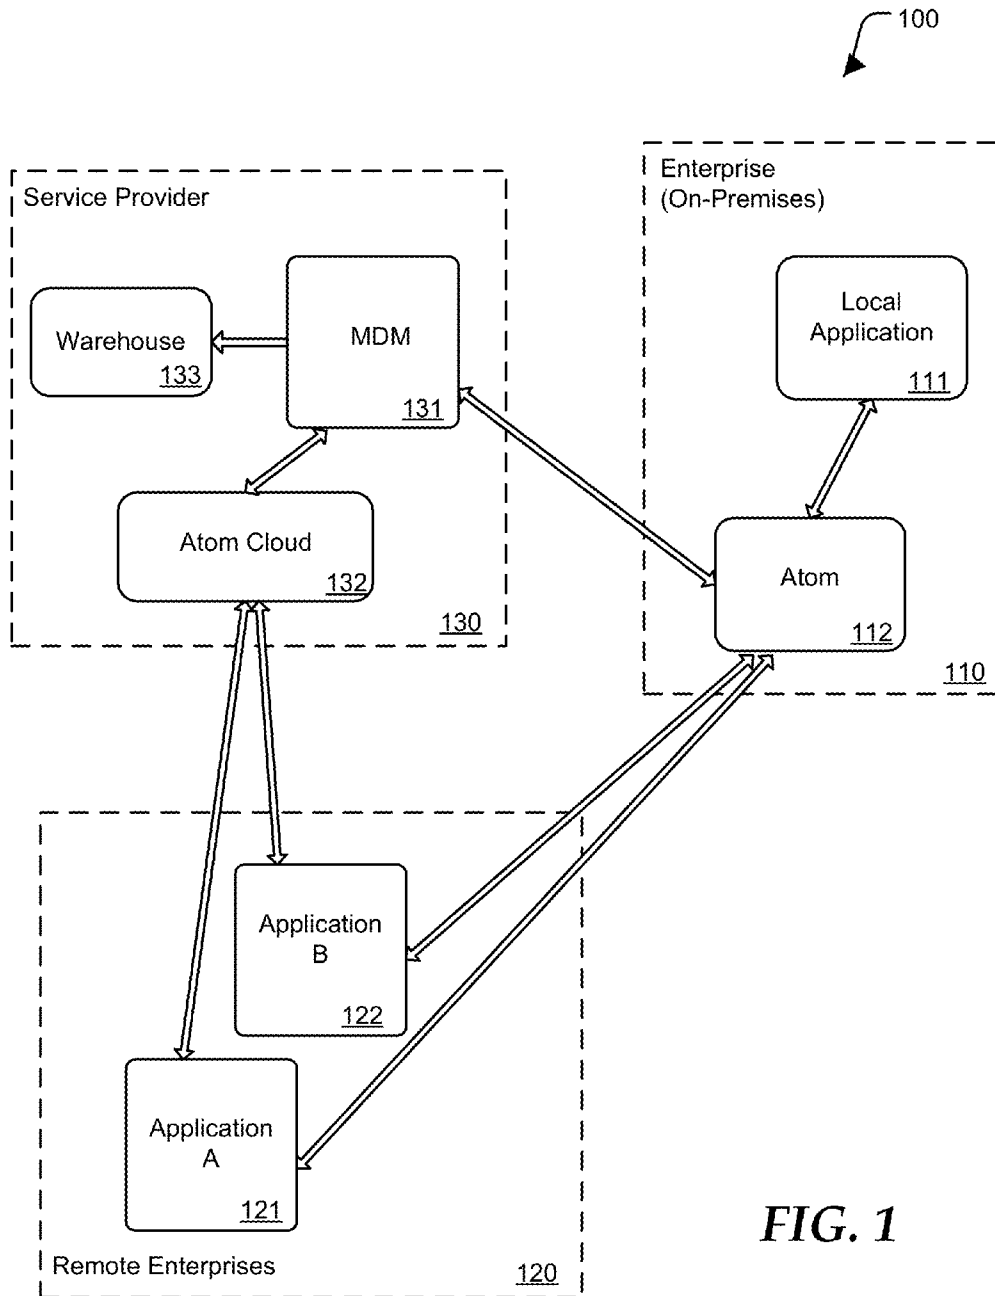 100
Service Provider
Enterprise
(On-Premises)
Warehouse
133
MDM
131
Local
Application
111
Atom Cloud
132
130
Atom
112
110
Application
B
122
Application
A
121
Remote Enterprises
120
FIG. 1